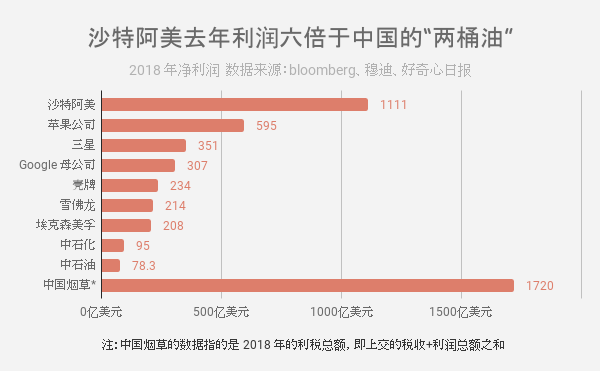 沙特阿美去年利润六倍于中国的“两桶油”
2018 年净利润 数据来源：bloomberg、穆迪、好奇心日报
沙特阿美 1111
苹果公司 595
三星 351
Google 母公司 307
壳牌 234
雪佛龙 214
埃克森美孚 208
中石化 95
中石油 78.3
中国烟草* 1720
0亿美元 500亿美元 1000亿美元 1500亿美元
注：中国烟草的数据指的是 2018 年的利税总额，即上交的税收+利润总额之和